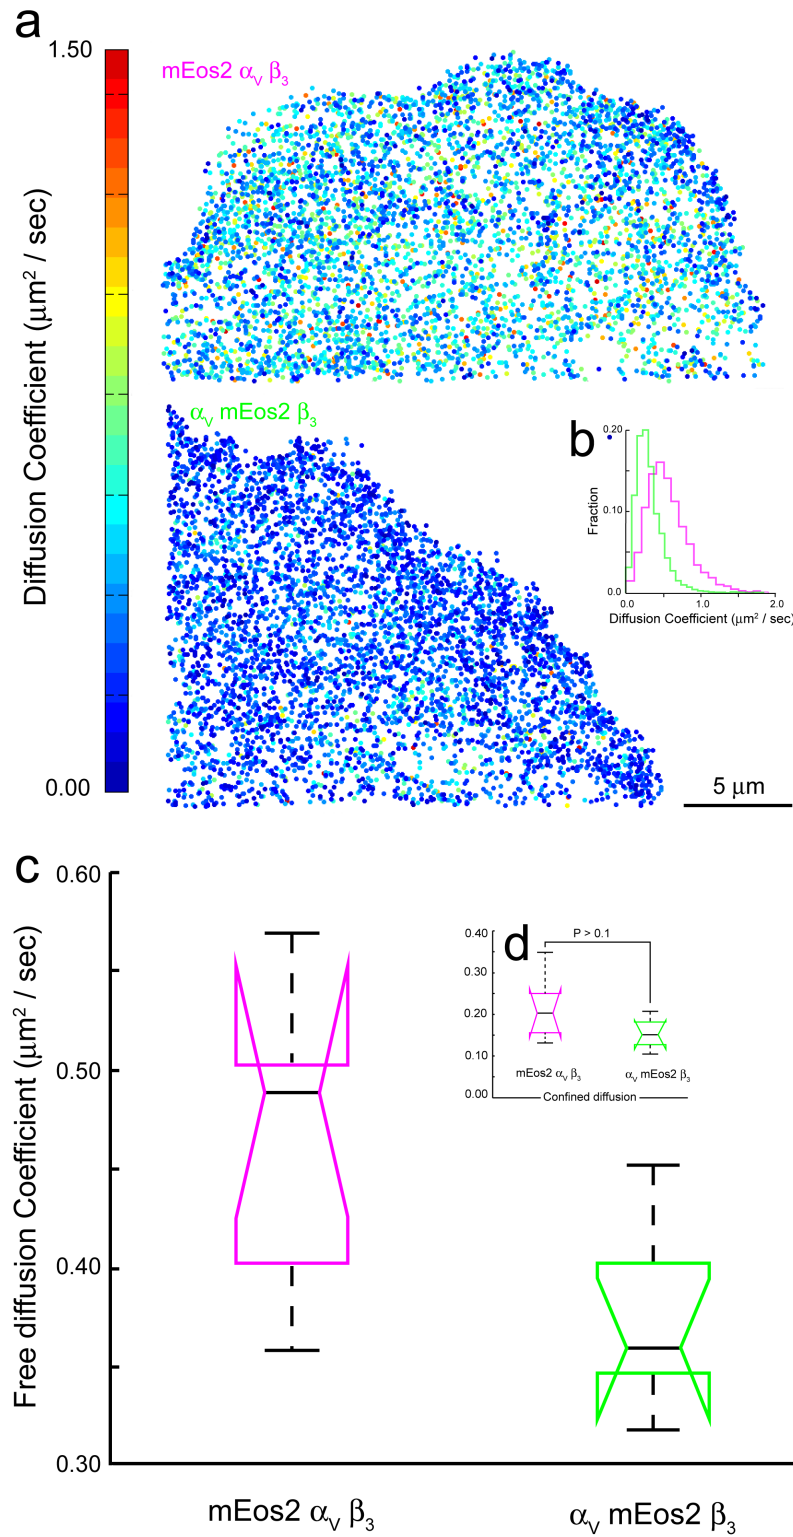 a
1.50
mEos2 αV β3
Diffusion Coefficient (μm² / sec)
0.00
αV mEos2 β3
b
0.20
0.10
0.0
Fraction
0.0 1.0 2.0
Diffusion Coefficient (μm² / sec)
5 μm
c
0.60
0.50
0.40
0.30
Free diffusion Coefficient (μm² / sec)
d
0.40
0.30
0.20
0.10
0.00
P > 0.1
mEos2 αV β3
αV mEos2 β3
Confined diffusion
mEos2 αV β3
αV mEos2 β3